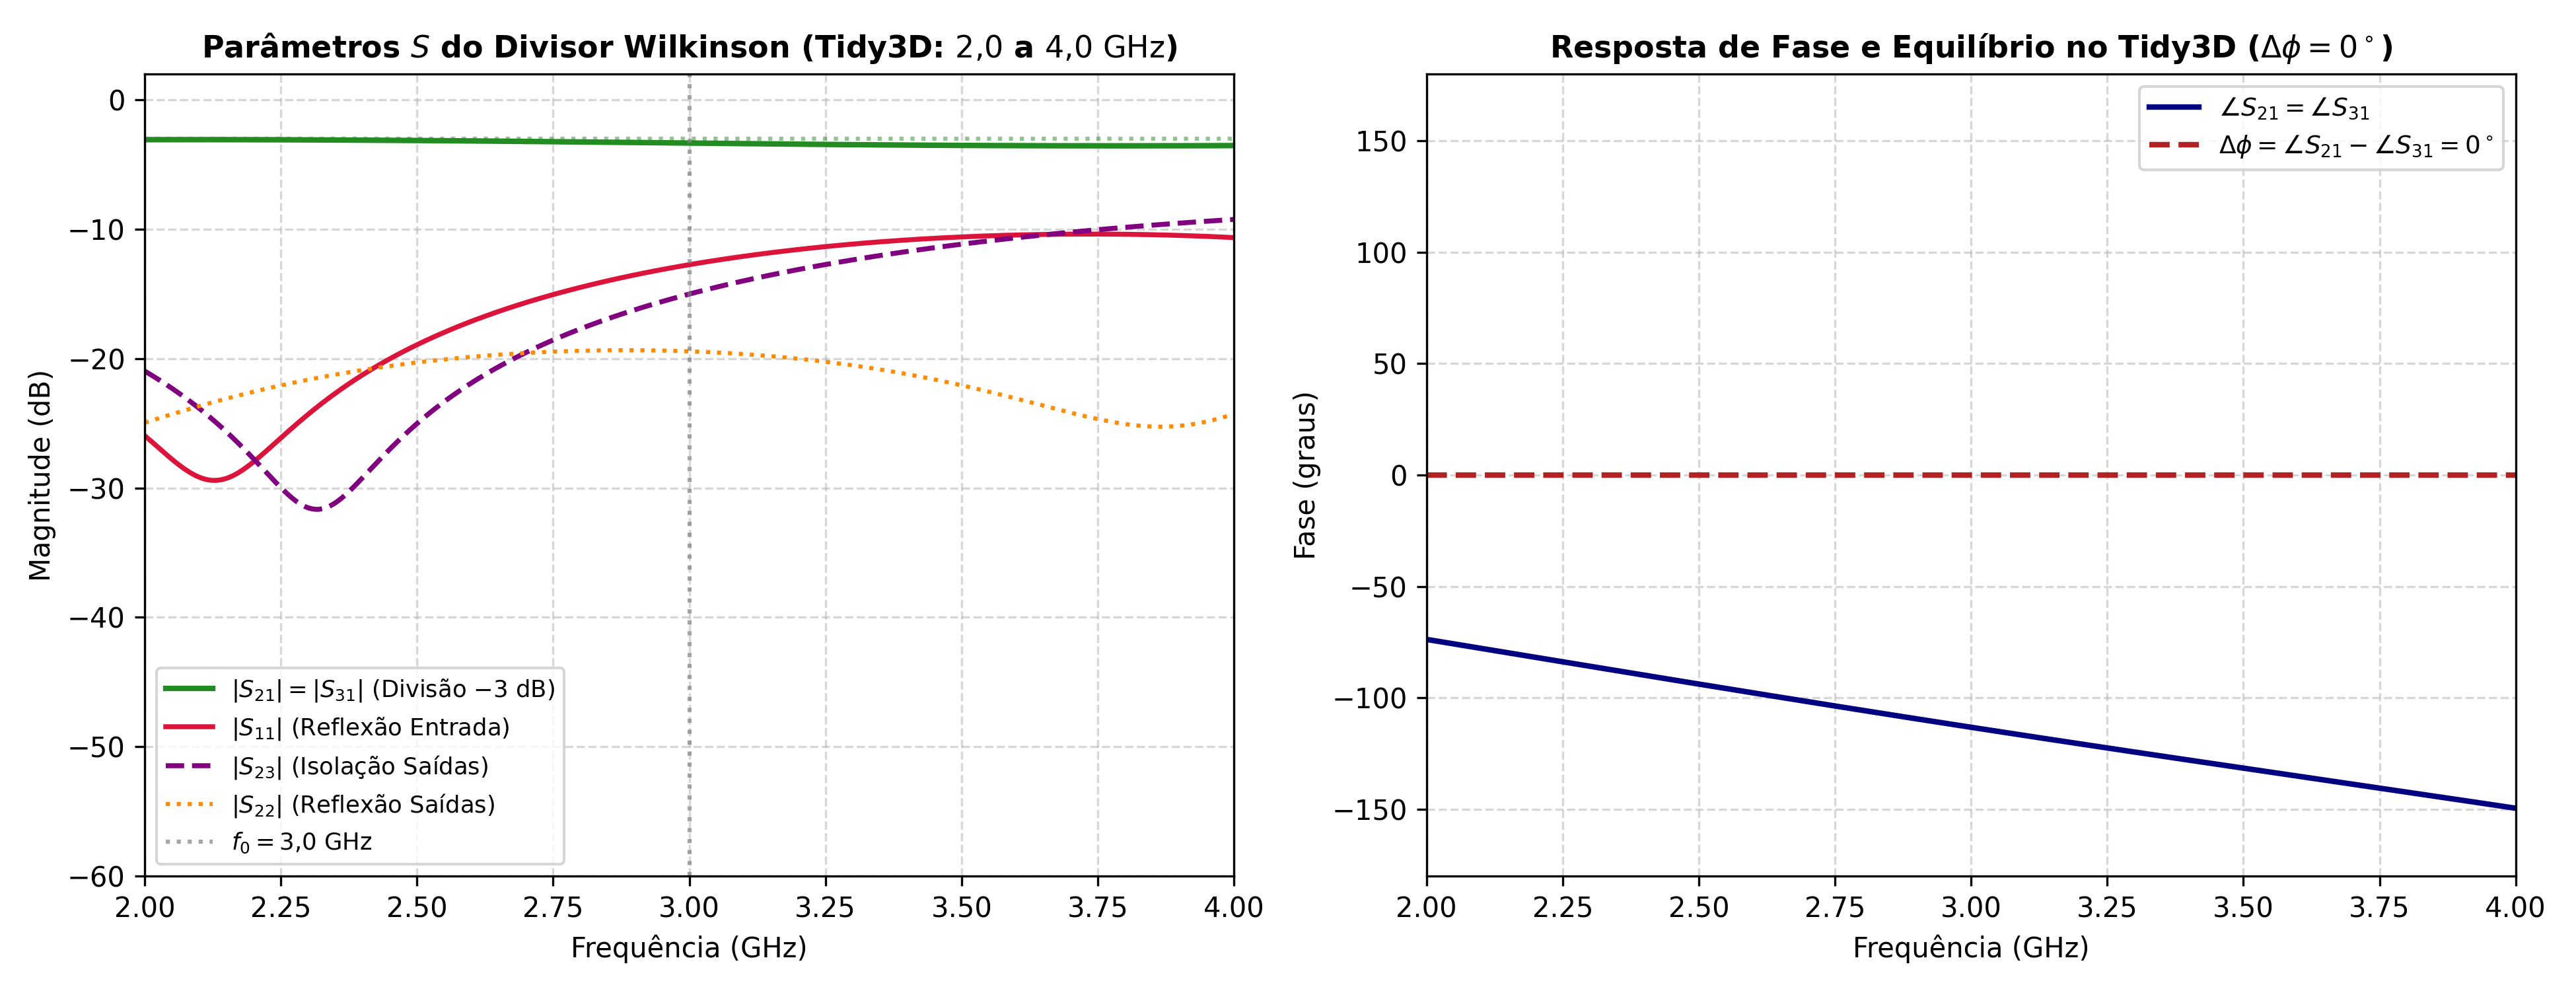 Parâmetros S do Divisor Wilkinson (Tidy3D: 2,0 a 4,0 GHz)
0
−10
−20
−30
−40
−50
−60
Magnitude (dB)
|S21| = |S31| (Divisão −3 dB)
|S11| (Reflexão Entrada)
|S23| (Isolação Saídas)
|S22| (Reflexão Saídas)
f0 = 3,0 GHz
2.00 2.25 2.50 2.75 3.00 3.25 3.50 3.75 4.00
Frequência (GHz)
Resposta de Fase e Equilíbrio no Tidy3D (Δϕ = 0°)
150
100
50
0
−50
−100
−150
Fase (graus)
∠S21 = ∠S31
Δϕ = ∠S21 − ∠S31 = 0°
2.00 2.25 2.50 2.75 3.00 3.25 3.50 3.75 4.00
Frequência (GHz)